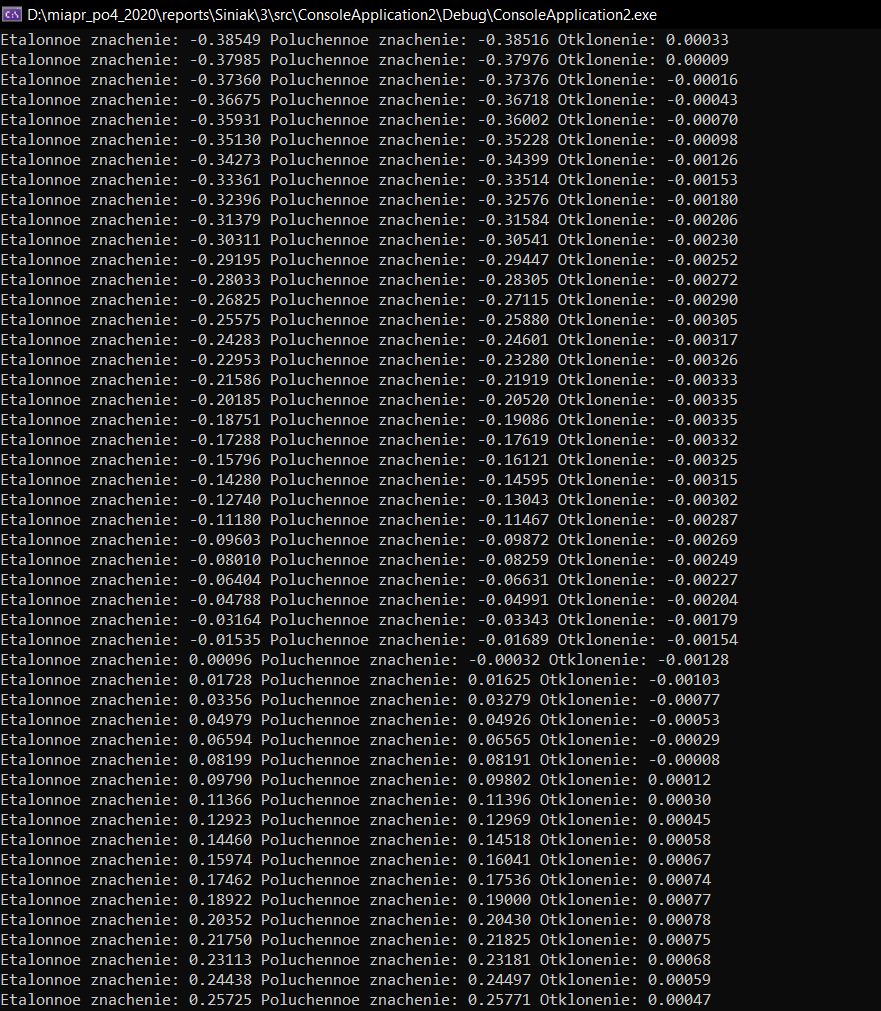 D:\miapr_po4_2020\reports\Siniak\3\src\ConsoleApplication2\Debug\ConsoleApplication2.exe
Etalonnoe znachenie: -0.38549 Poluchennoe znachenie: -0.38516 Otklonenie: 0.00033
Etalonnoe znachenie: -0.37985 Poluchennoe znachenie: -0.37976 Otklonenie: 0.00009
Etalonnoe znachenie: -0.37360 Poluchennoe znachenie: -0.37376 Otklonenie: -0.00016
Etalonnoe znachenie: -0.36675 Poluchennoe znachenie: -0.36718 Otklonenie: -0.00043
Etalonnoe znachenie: -0.35931 Poluchennoe znachenie: -0.36002 Otklonenie: -0.00070
Etalonnoe znachenie: -0.35130 Poluchennoe znachenie: -0.35228 Otklonenie: -0.00098
Etalonnoe znachenie: -0.34273 Poluchennoe znachenie: -0.34399 Otklonenie: -0.00126
Etalonnoe znachenie: -0.33361 Poluchennoe znachenie: -0.33514 Otklonenie: -0.00153
Etalonnoe znachenie: -0.32396 Poluchennoe znachenie: -0.32576 Otklonenie: -0.00180
Etalonnoe znachenie: -0.31379 Poluchennoe znachenie: -0.31584 Otklonenie: -0.00206
Etalonnoe znachenie: -0.30311 Poluchennoe znachenie: -0.30541 Otklonenie: -0.00230
Etalonnoe znachenie: -0.29195 Poluchennoe znachenie: -0.29447 Otklonenie: -0.00252
Etalonnoe znachenie: -0.28033 Poluchennoe znachenie: -0.28305 Otklonenie: -0.00272
Etalonnoe znachenie: -0.26825 Poluchennoe znachenie: -0.27115 Otklonenie: -0.00290
Etalonnoe znachenie: -0.25575 Poluchennoe znachenie: -0.25880 Otklonenie: -0.00305
Etalonnoe znachenie: -0.24283 Poluchennoe znachenie: -0.24601 Otklonenie: -0.00317
Etalonnoe znachenie: -0.22953 Poluchennoe znachenie: -0.23280 Otklonenie: -0.00326
Etalonnoe znachenie: -0.21586 Poluchennoe znachenie: -0.21919 Otklonenie: -0.00333
Etalonnoe znachenie: -0.20185 Poluchennoe znachenie: -0.20520 Otklonenie: -0.00335
Etalonnoe znachenie: -0.18751 Poluchennoe znachenie: -0.19086 Otklonenie: -0.00335
Etalonnoe znachenie: -0.17288 Poluchennoe znachenie: -0.17619 Otklonenie: -0.00332
Etalonnoe znachenie: -0.15796 Poluchennoe znachenie: -0.16121 Otklonenie: -0.00325
Etalonnoe znachenie: -0.14280 Poluchennoe znachenie: -0.14595 Otklonenie: -0.00315
Etalonnoe znachenie: -0.12740 Poluchennoe znachenie: -0.13043 Otklonenie: -0.00302
Etalonnoe znachenie: -0.11180 Poluchennoe znachenie: -0.11467 Otklonenie: -0.00287
Etalonnoe znachenie: -0.09603 Poluchennoe znachenie: -0.09872 Otklonenie: -0.00269
Etalonnoe znachenie: -0.08010 Poluchennoe znachenie: -0.08259 Otklonenie: -0.00249
Etalonnoe znachenie: -0.06404 Poluchennoe znachenie: -0.06631 Otklonenie: -0.00227
Etalonnoe znachenie: -0.04788 Poluchennoe znachenie: -0.04991 Otklonenie: -0.00204
Etalonnoe znachenie: -0.03164 Poluchennoe znachenie: -0.03343 Otklonenie: -0.00179
Etalonnoe znachenie: -0.01535 Poluchennoe znachenie: -0.01689 Otklonenie: -0.00154
Etalonnoe znachenie: 0.00096 Poluchennoe znachenie: -0.00032 Otklonenie: -0.00128
Etalonnoe znachenie: 0.01728 Poluchennoe znachenie: 0.01625 Otklonenie: -0.00103
Etalonnoe znachenie: 0.03356 Poluchennoe znachenie: 0.03279 Otklonenie: -0.00077
Etalonnoe znachenie: 0.04979 Poluchennoe znachenie: 0.04926 Otklonenie: -0.00053
Etalonnoe znachenie: 0.06594 Poluchennoe znachenie: 0.06565 Otklonenie: -0.00029
Etalonnoe znachenie: 0.08199 Poluchennoe znachenie: 0.08191 Otklonenie: -0.00008
Etalonnoe znachenie: 0.09790 Poluchennoe znachenie: 0.09802 Otklonenie: 0.00012
Etalonnoe znachenie: 0.11366 Poluchennoe znachenie: 0.11396 Otklonenie: 0.00030
Etalonnoe znachenie: 0.12923 Poluchennoe znachenie: 0.12969 Otklonenie: 0.00045
Etalonnoe znachenie: 0.14460 Poluchennoe znachenie: 0.14518 Otklonenie: 0.00058
Etalonnoe znachenie: 0.15974 Poluchennoe znachenie: 0.16041 Otklonenie: 0.00067
Etalonnoe znachenie: 0.17462 Poluchennoe znachenie: 0.17536 Otklonenie: 0.00074
Etalonnoe znachenie: 0.18922 Poluchennoe znachenie: 0.19000 Otklonenie: 0.00077
Etalonnoe znachenie: 0.20352 Poluchennoe znachenie: 0.20430 Otklonenie: 0.00078
Etalonnoe znachenie: 0.21750 Poluchennoe znachenie: 0.21825 Otklonenie: 0.00075
Etalonnoe znachenie: 0.23113 Poluchennoe znachenie: 0.23181 Otklonenie: 0.00068
Etalonnoe znachenie: 0.24438 Poluchennoe znachenie: 0.24497 Otklonenie: 0.00059
Etalonnoe znachenie: 0.25725 Poluchennoe znachenie: 0.25771 Otklonenie: 0.00047